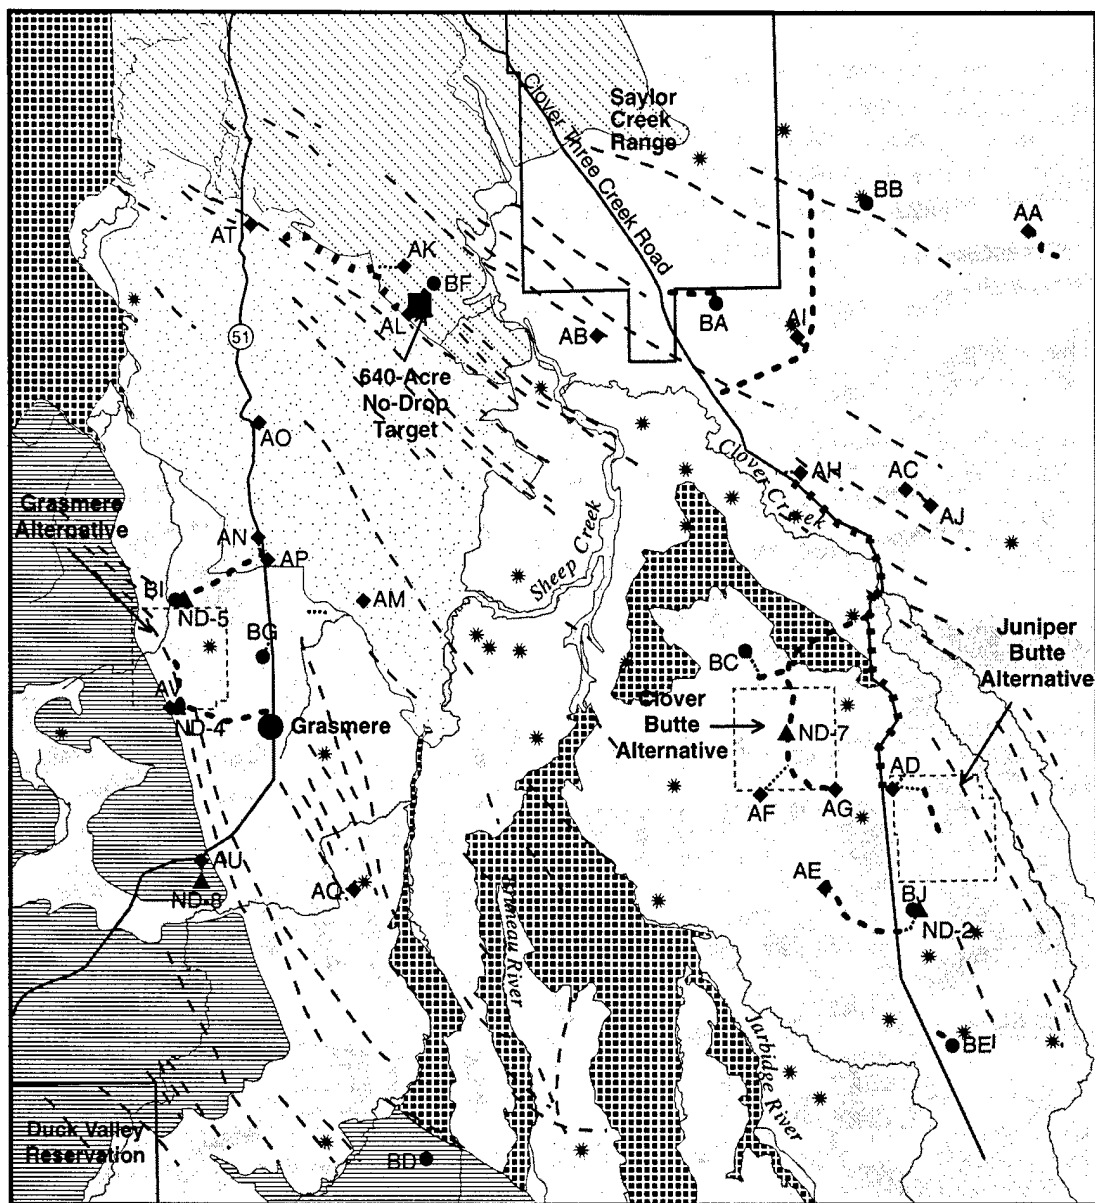 Saylor
Creek
Range
Clover Three Creek Road
BB
AA
AT
AK
BF
BA
AI
AL
AB
51
640-Acre
No-Drop
Target
AO
Clover Creek
AH
AC
AJ
Grasmere
Alternative
AN
AP
Sheep Creek
BI
ND-5
AM
BG
BC
Juniper
Butte
Alternative
AV
ND-4
Grasmere
Clover
Butte
Alternative
ND-7
AD
AF
AG
AU
ND-8
AQ
AE
BJ
ND-2
Bruneau River
Jarbidge River
BE
Duck Valley
Reservation
BD